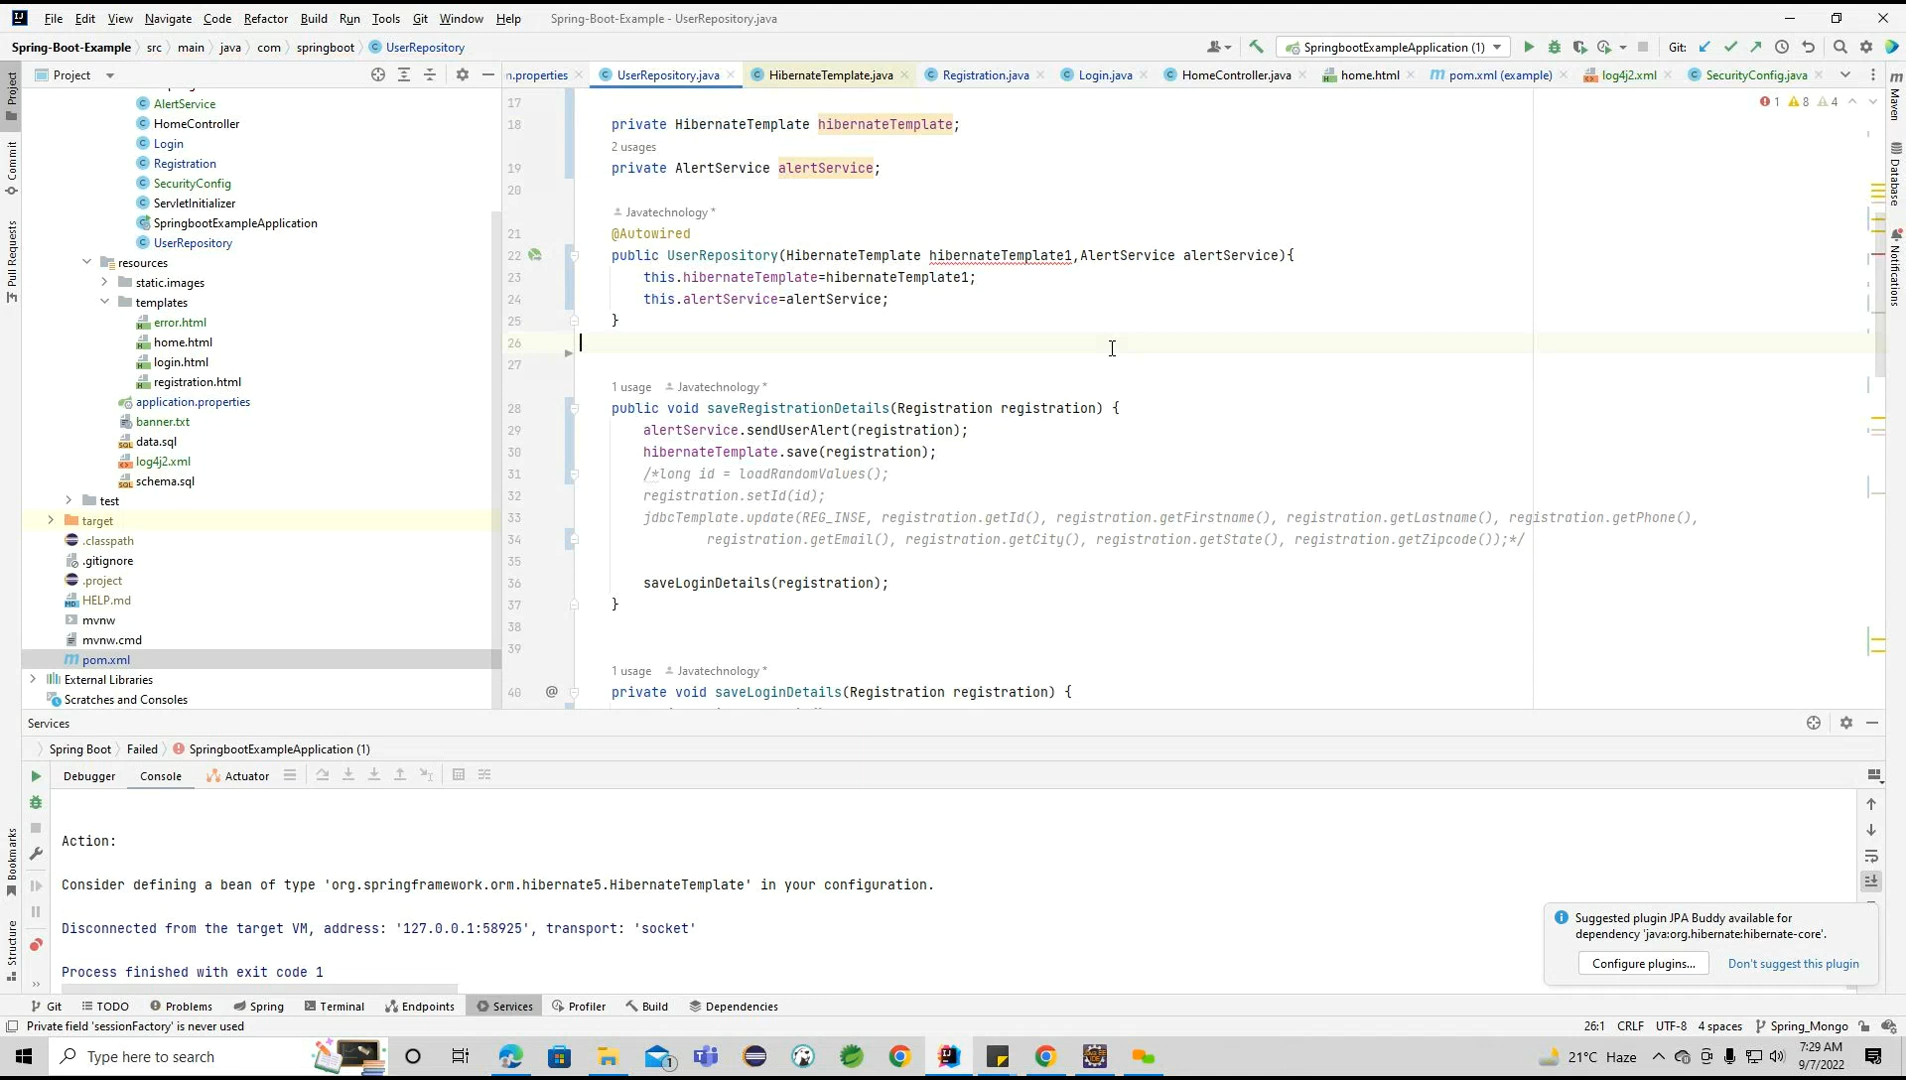 File Edit View Navigate Code Refactor Build Run Tools Git Window Help Spring-Boot-Example - UserRepository.java
Spring-Boot-Example src main java com springboot UserRepository SpringbootExampleApplication (1) Git:
Project
n.properties UserRepository.java HibernateTemplate.java Registration.java Login.java HomeController.java home.html pom.xml (example) log4j2.xml SecurityConfig.java
1 8 4
AlertService
HomeController
Login
Registration
SecurityConfig
ServletInitializer
SpringbootExampleApplication
UserRepository
resources
static.images
templates
error.html
home.html
login.html
registration.html
application.properties
banner.txt
data.sql
log4j2.xml
schema.sql
test
target
.classpath
.gitignore
.project
HELP.md
mvnw
mvnw.cmd
pom.xml
External Libraries
Scratches and Consoles
17
18 private HibernateTemplate hibernateTemplate;
2 usages
19 private AlertService alertService;
20
Javatechnology *
21 @Autowired
22 public UserRepository(HibernateTemplate hibernateTemplate1,AlertService alertService){
23 this.hibernateTemplate=hibernateTemplate1;
24 this.alertService=alertService;
25 }
26
27
1 usage Javatechnology *
28 public void saveRegistrationDetails(Registration registration) {
29 alertService.sendUserAlert(registration);
30 hibernateTemplate.save(registration);
31 /*long id = loadRandomValues();
32 registration.setId(id);
33 jdbcTemplate.update(REG_INSE, registration.getId(), registration.getFirstname(), registration.getLastname(), registration.getPhone(),
34 registration.getEmail(), registration.getCity(), registration.getState(), registration.getZipcode());*/
35
36 saveLoginDetails(registration);
37 }
38
39
1 usage Javatechnology *
40 @ private void saveLoginDetails(Registration registration) {
Project
Commit
Pull Requests
Bookmarks
Structure
Maven
Database
Notifications
Services
Spring Boot Failed SpringbootExampleApplication (1)
Debugger Console Actuator
Action:
Consider defining a bean of type 'org.springframework.orm.hibernate5.HibernateTemplate' in your configuration.
Disconnected from the target VM, address: '127.0.0.1:58925', transport: 'socket'
Process finished with exit code 1
Suggested plugin JPA Buddy available for
dependency 'java:org.hibernate:hibernate-core'.
Configure plugins... Don't suggest this plugin
Git TODO Problems Spring Terminal Endpoints Services Profiler Build Dependencies
Private field 'sessionFactory' is never used 26:1 CRLF UTF-8 4 spaces Spring_Mongo
Type here to search 1 21°C Haze 7:29 AM
9/7/2022